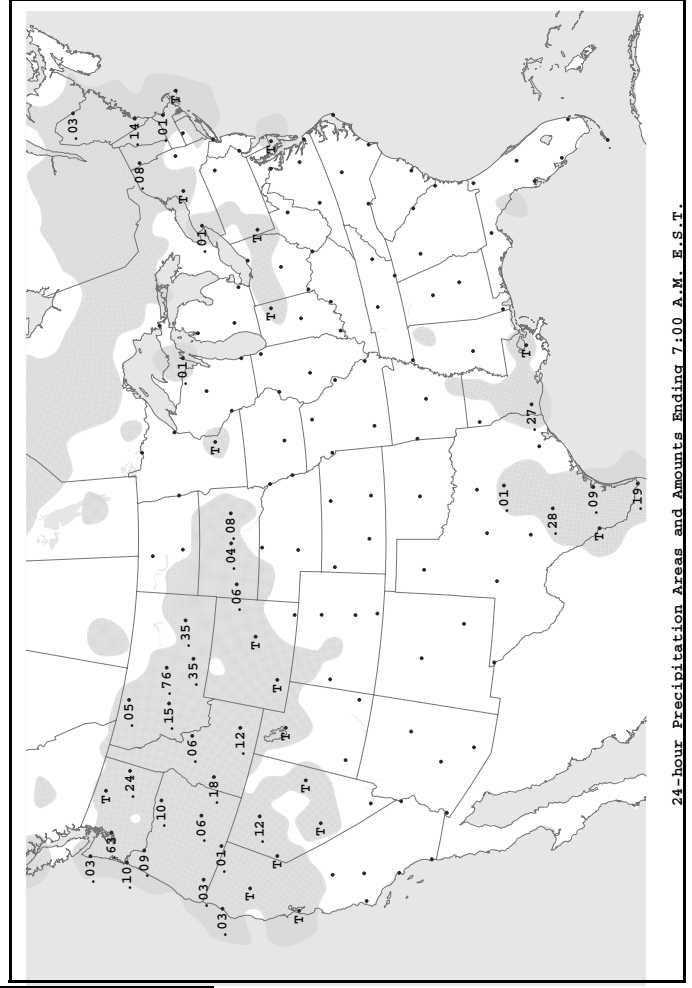 .03
.03
T
.63
.10
.05
.24
.14
.08
.09
.10
.01
.76
.15
T
.01
T
.35
.06
.35
.06
.01
.03
.18
T
.01
.03
.04
.08
.06
.12
T
T
T
.12
T
T
T
T
T
T
T
T
.01
T
.27
.28
.09
T
.19
24-hour Precipitation Areas and Amounts Ending 7:00 A.M. E.S.T.